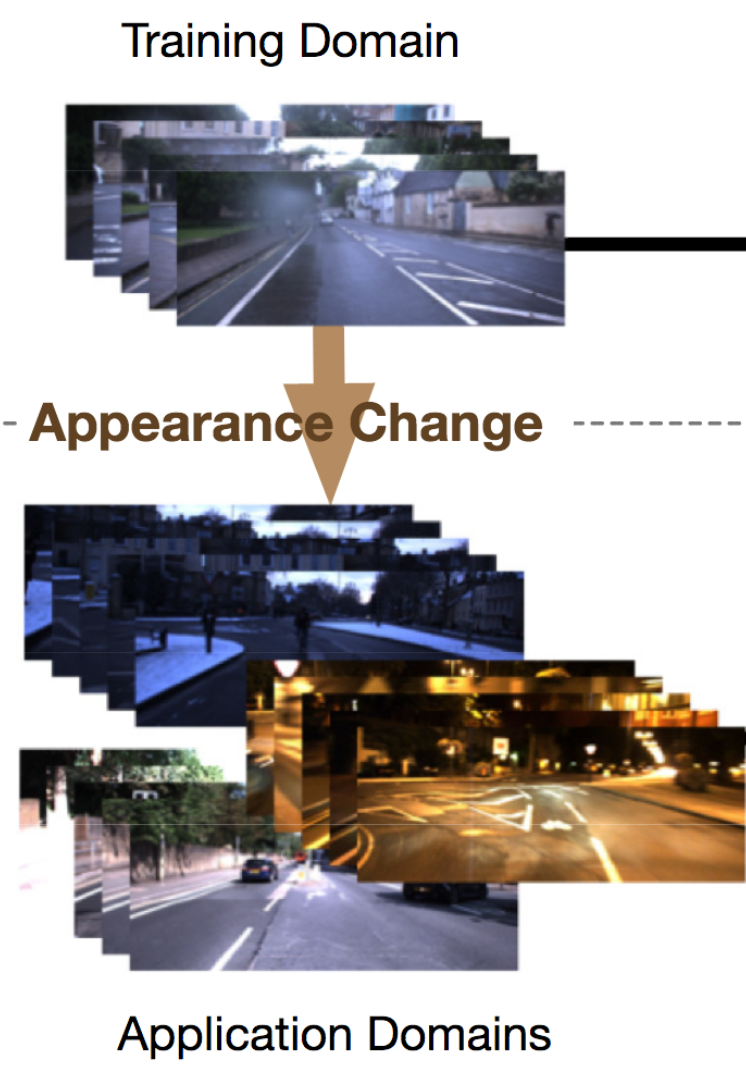 Training Domain
Appearance Change
Application Domains